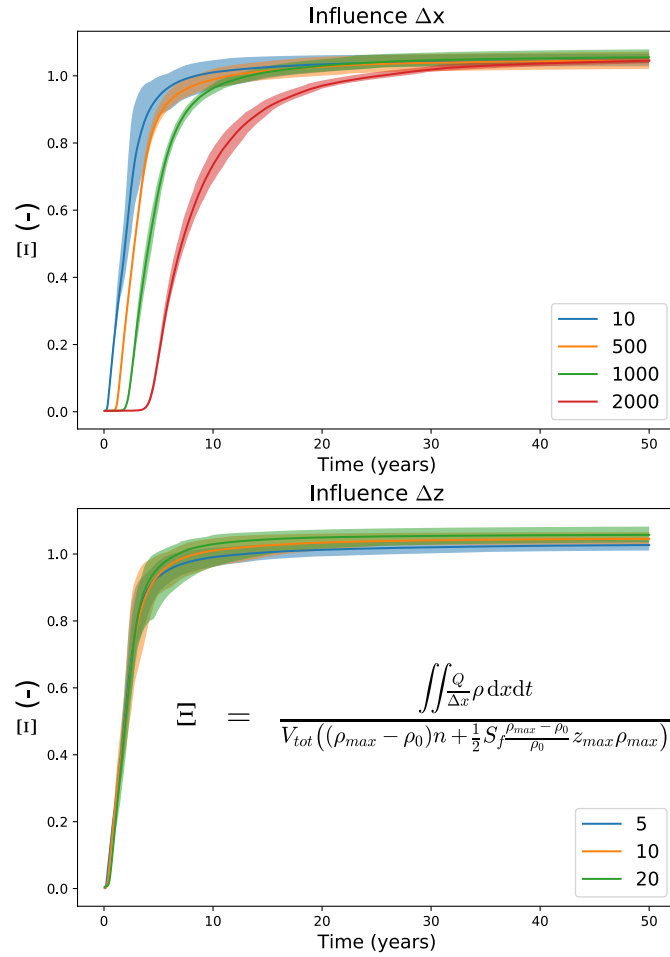 Influence Δx
1.0
0.8
0.6
0.4
0.2
0.0
Ξ (-)
10
500
1000
2000
0 10 20 30 40 50
Time (years)
Influence Δz
1.0
0.8
0.6
0.4
0.2
0.0
Ξ (-)
Ξ = ∬ Q/Δx ρ dxdt / V_tot((ρ_max − ρ_0)n + 1/2 S_f (ρ_max − ρ_0)/ρ_0 z_max ρ_max)
5
10
20
0 10 20 30 40 50
Time (years)